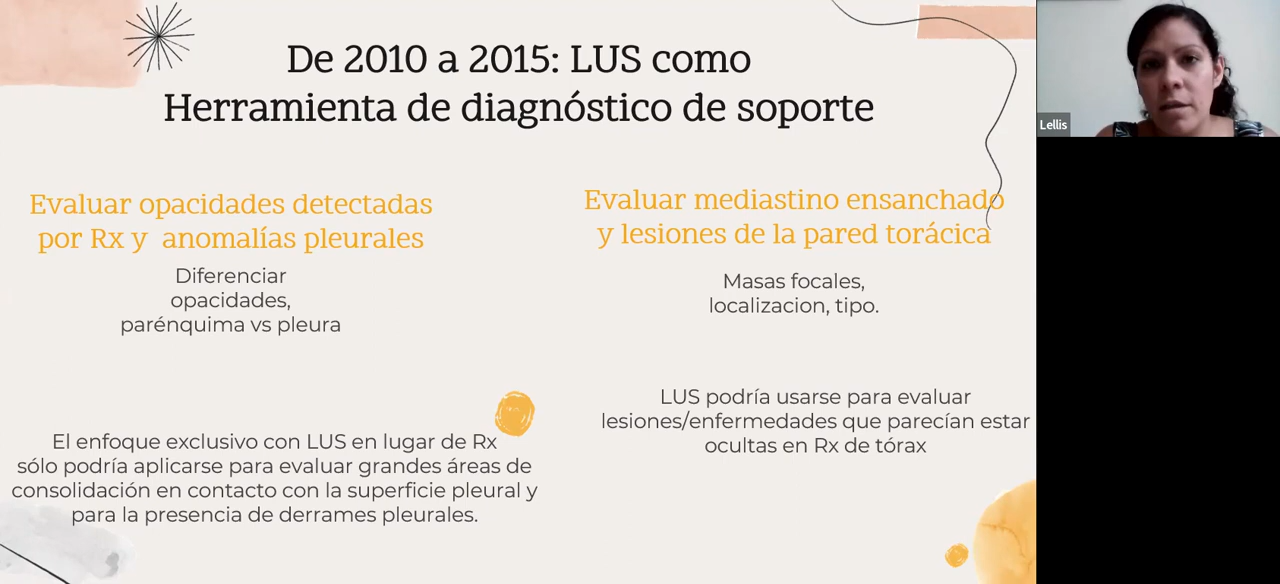 De 2010 a 2015: LUS como
Herramienta de diagnóstico de soporte
Evaluar opacidades detectadas
por Rx y anomalías pleurales
Diferenciar
opacidades,
parénquima vs pleura
El enfoque exclusivo con LUS en lugar de Rx
sólo podría aplicarse para evaluar grandes áreas de
consolidación en contacto con la superficie pleural y
para la presencia de derrames pleurales.
Evaluar mediastino ensanchado
y lesiones de la pared torácica
Masas focales,
localizacion, tipo.
LUS podría usarse para evaluar
lesiones/enfermedades que parecían estar
ocultas en Rx de tórax
Lellis